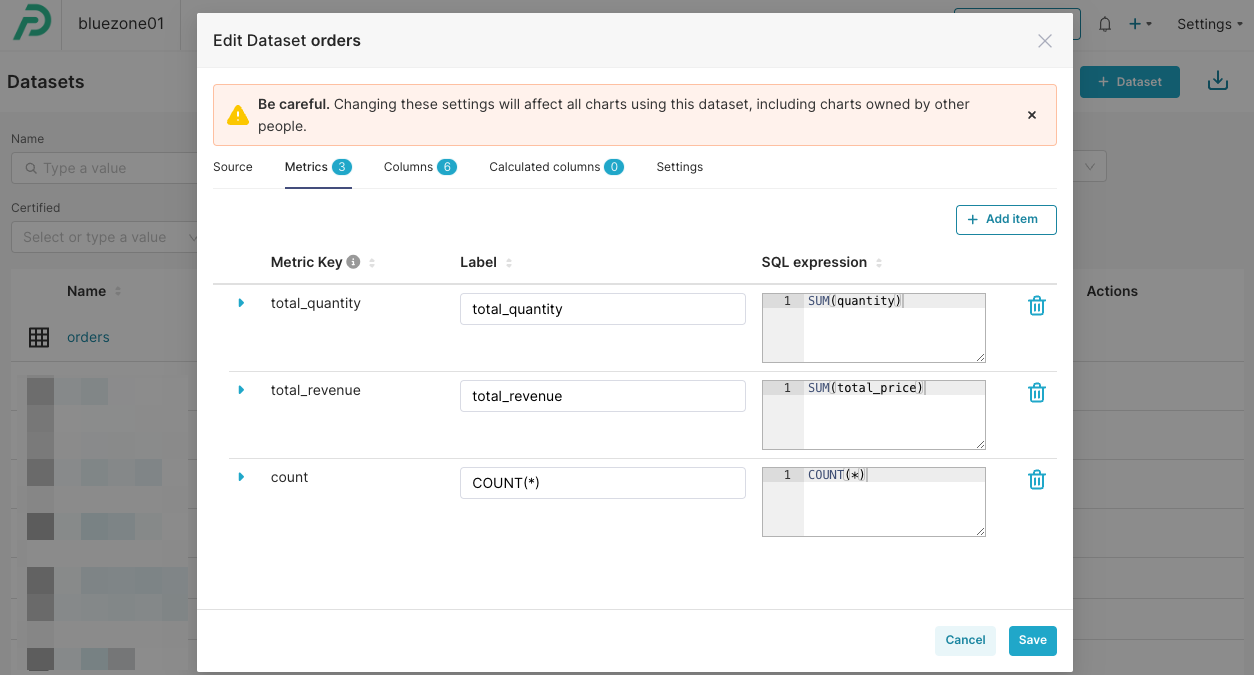 bluezone01
Settings
Edit Dataset orders
Datasets
Dataset
Be careful. Changing these settings will affect all charts using this dataset, including charts owned by other
people.
Name
Type a value
Source
Metrics 3
Columns 6
Calculated columns 0
Settings
Certified
Select or type a value
Add item
Metric Key
Label
SQL expression
Name
Actions
total_quantity
total_quantity
1 SUM(quantity)
orders
total_revenue
total_revenue
1 SUM(total_price)
count
COUNT(*)
1 COUNT(*)
Cancel
Save